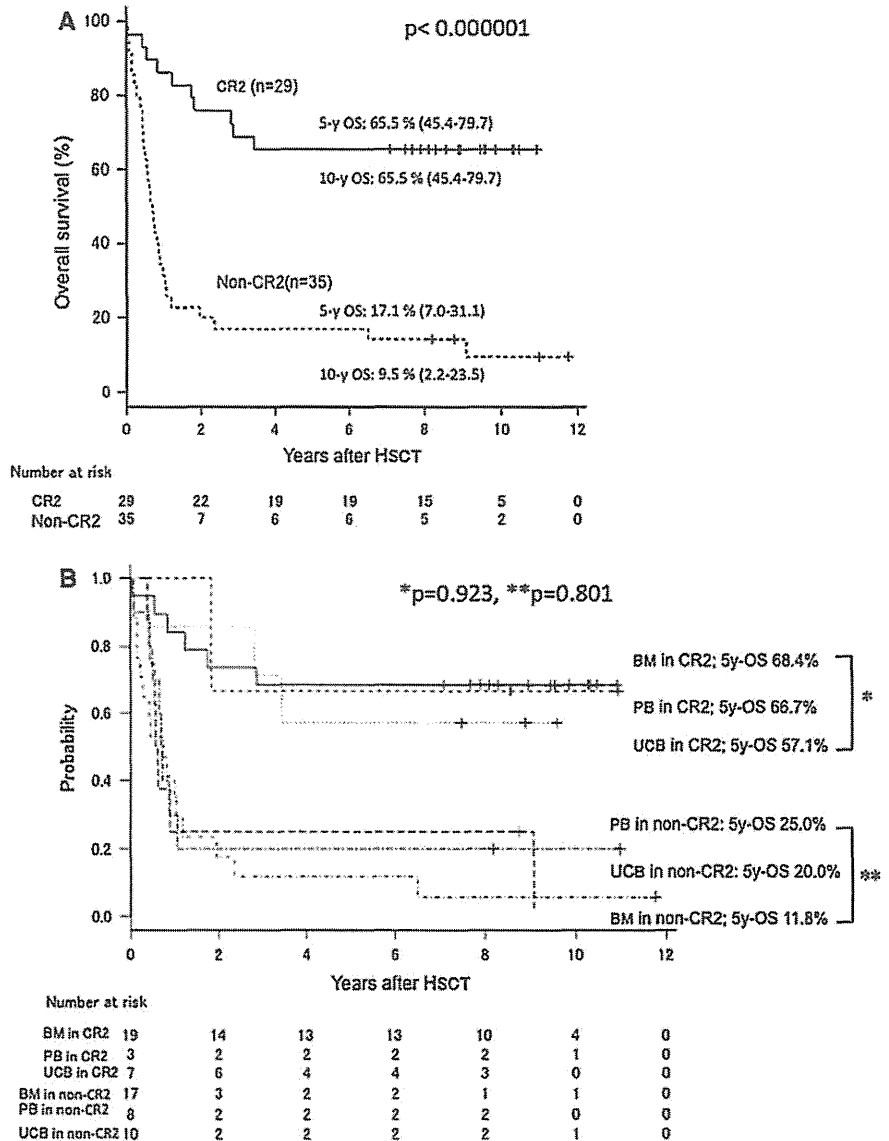 A
p< 0.000001
100
80
60
40
20
0
Overall survival (%)
CR2 (n=29)
5-y OS: 65.5 % (45.4-79.7)
10-y OS: 65.5 % (45.4-79.7)
Non-CR2(n=35)
5-y OS: 17.1 % (7.0-31.1)
10-y OS: 9.5 % (2.2-23.5)
0 2 4 6 8 10 12
Years after HSCT
Number at risk
CR2 29 22 19 19 15 5 0
Non-CR2 35 7 6 6 5 2 0
B
*p=0.923, **p=0.801
1.0
0.8
0.6
0.4
0.2
0.0
Probability
BM in CR2; 5y-OS 68.4%
PB in CR2; 5y-OS 66.7%
UCB in CR2; 5y-OS 57.1%
*
PB in non-CR2: 5y-OS 25.0%
UCB in non-CR2: 5y-OS 20.0%
BM in non-CR2; 5y-OS 11.8%
**
0 2 4 6 8 10 12
Years after HSCT
Number at risk
BM in CR2 19 14 13 13 10 4 0
PB in CR2 3 2 2 2 2 1 0
UCB in CR2 7 6 4 4 3 0 0
BM in non-CR2 17 3 2 2 1 1 0
PB in non-CR2 8 2 2 2 2 0 0
UCB in non-CR2 10 2 2 2 2 1 0